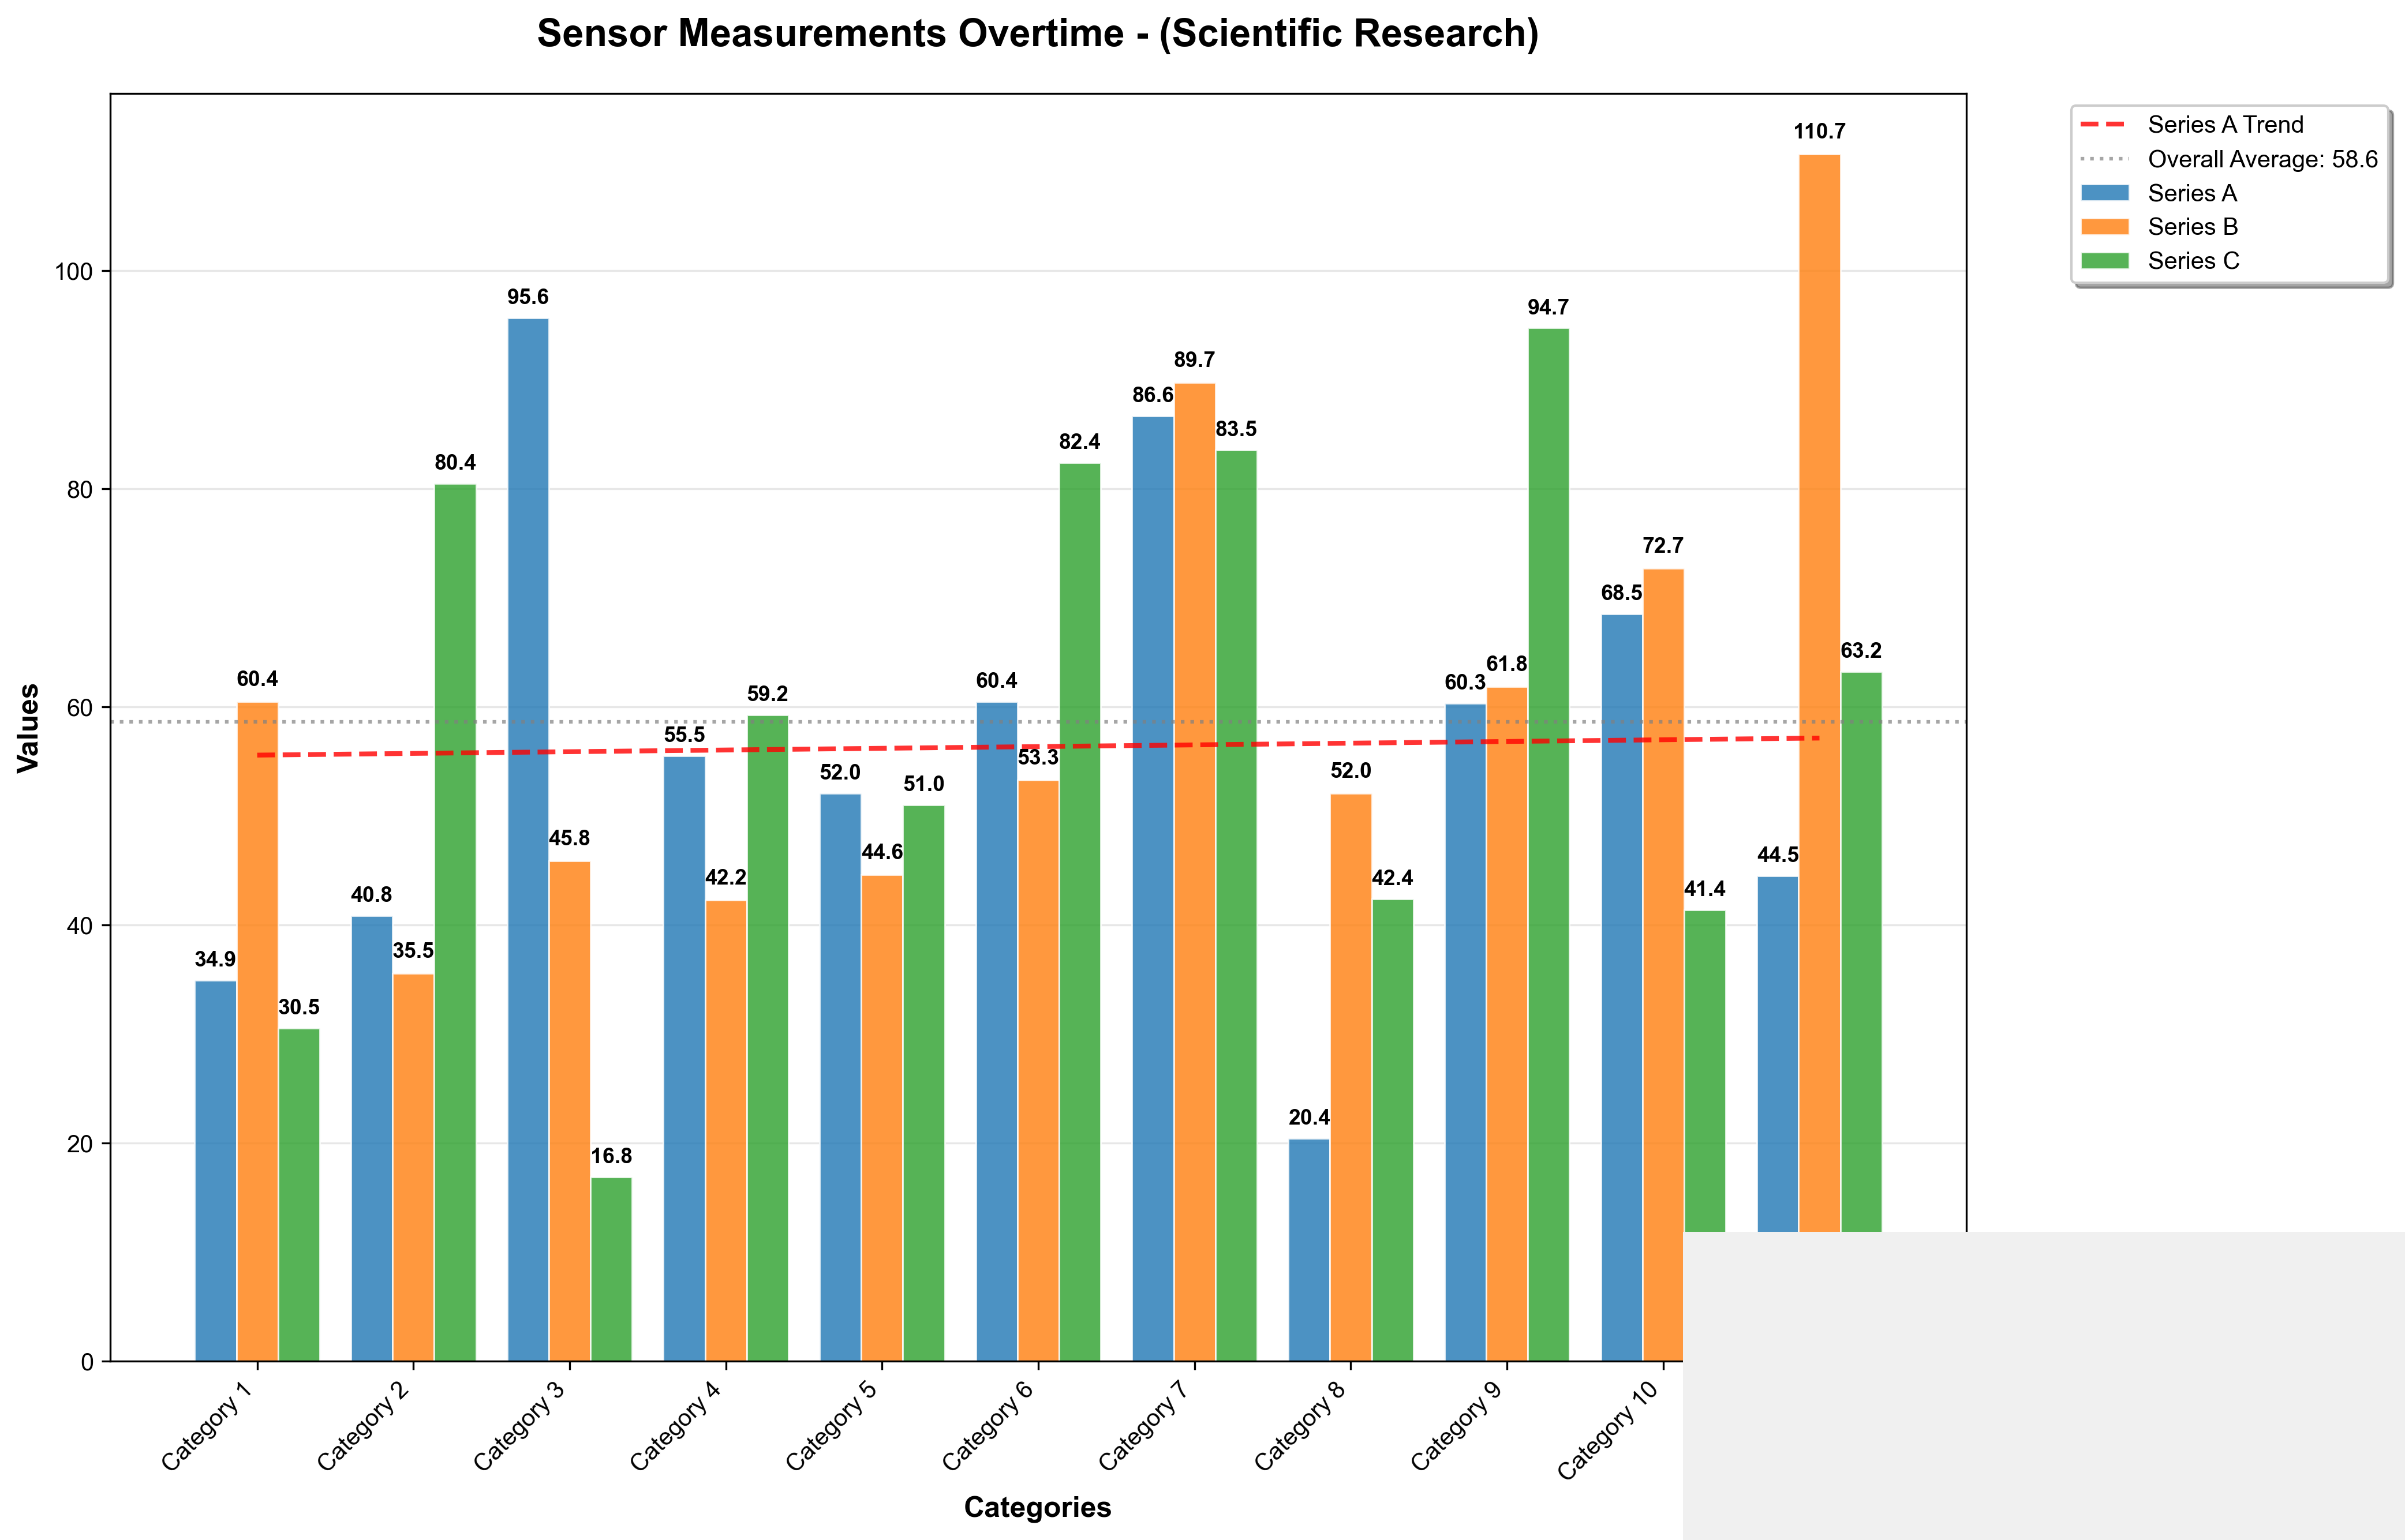 Sensor Measurements Overtime - (Scientific Research)
Series A Trend
Overall Average: 58.6
Series A
Series B
Series C
Values
100
80
60
40
20
0
34.9
60.4
30.5
40.8
35.5
80.4
95.6
45.8
16.8
55.5
42.2
59.2
52.0
44.6
51.0
60.4
53.3
82.4
86.6
89.7
83.5
20.4
52.0
42.4
60.3
61.8
94.7
68.5
72.7
41.4
44.5
110.7
63.2
Category 1
Category 2
Category 3
Category 4
Category 5
Category 6
Category 7
Category 8
Category 9
Category 10
Categories